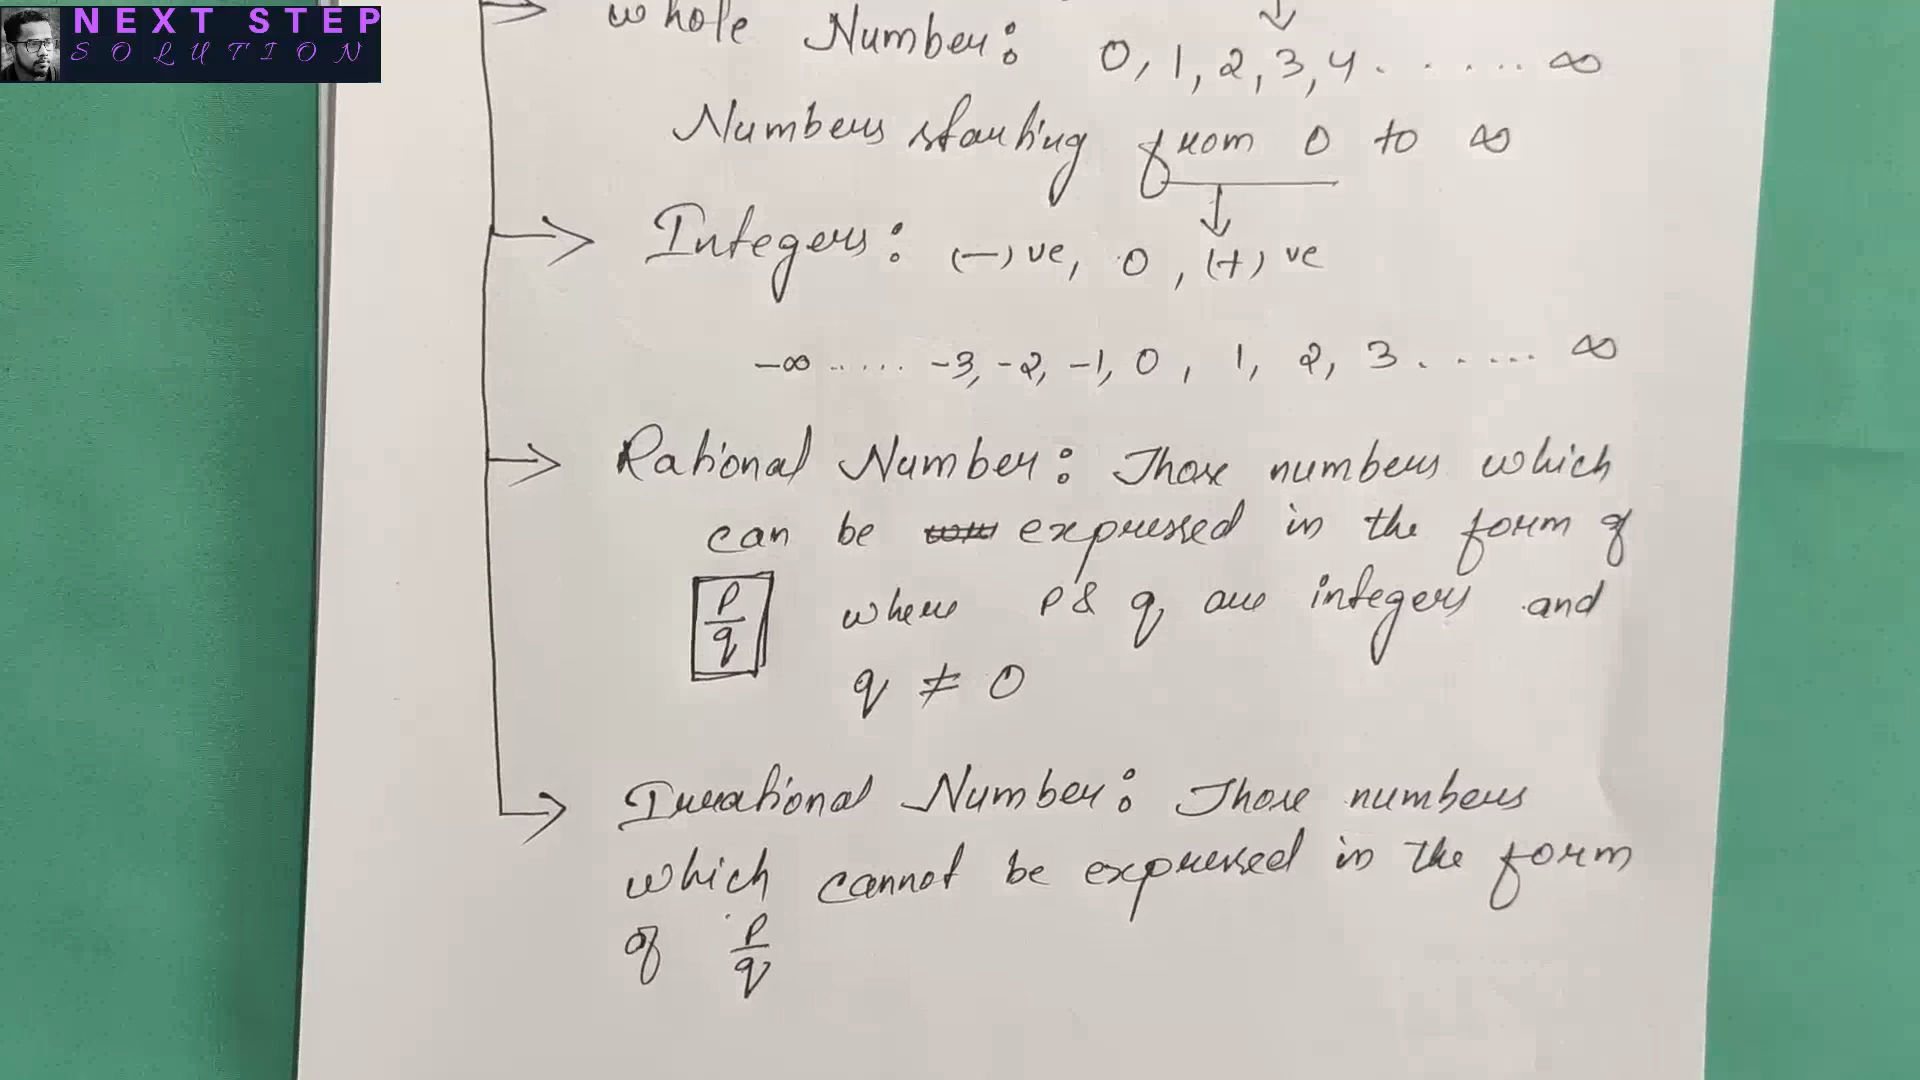 NEXT STEP
SOLUTION
Whole Number: 0, 1, 2, 3, 4 . . . . . . ∞
Numbers starting from 0 to ∞
Integers: (−)ve, 0, (+)ve
−∞ ..... -3, -2, -1, 0, 1, 2, 3. ..... ∞
Rational Number: Those numbers which
can be expressed in the form of
p/q where p & q are integers and
q ≠ 0
Irrational Number: Those numbers
which cannot be expressed in the form
of p/q